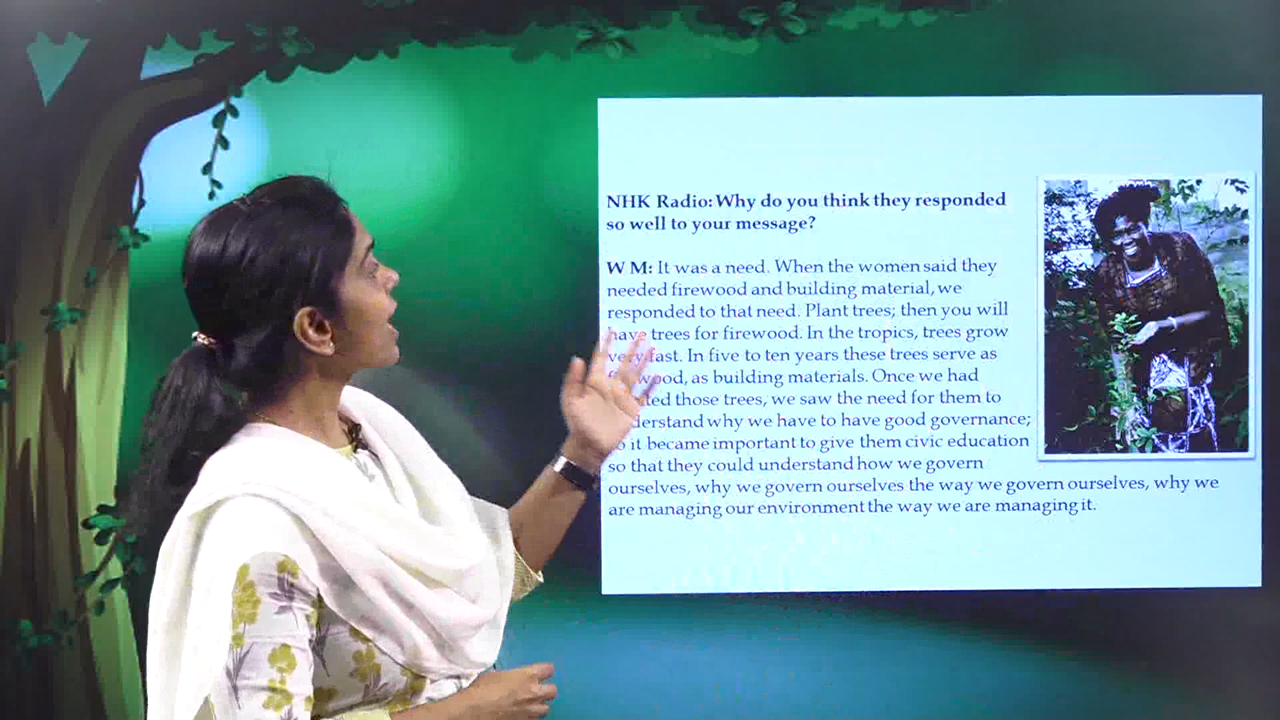 NHK Radio: Why do you think they responded
so well to your message?
W M: It was a need. When the women said they
needed firewood and building material, we
responded to that need. Plant trees; then you will
have trees for firewood. In the tropics, trees grow
very fast. In five to ten years these trees serve as
as building materials. Once we had
those trees, we saw the need for them to
why we have to have good governance;
it became important to give them civic education
so that they could understand how we govern
ourselves, why we govern ourselves the way we govern ourselves, why we
are managing our environment the way we are managing it.